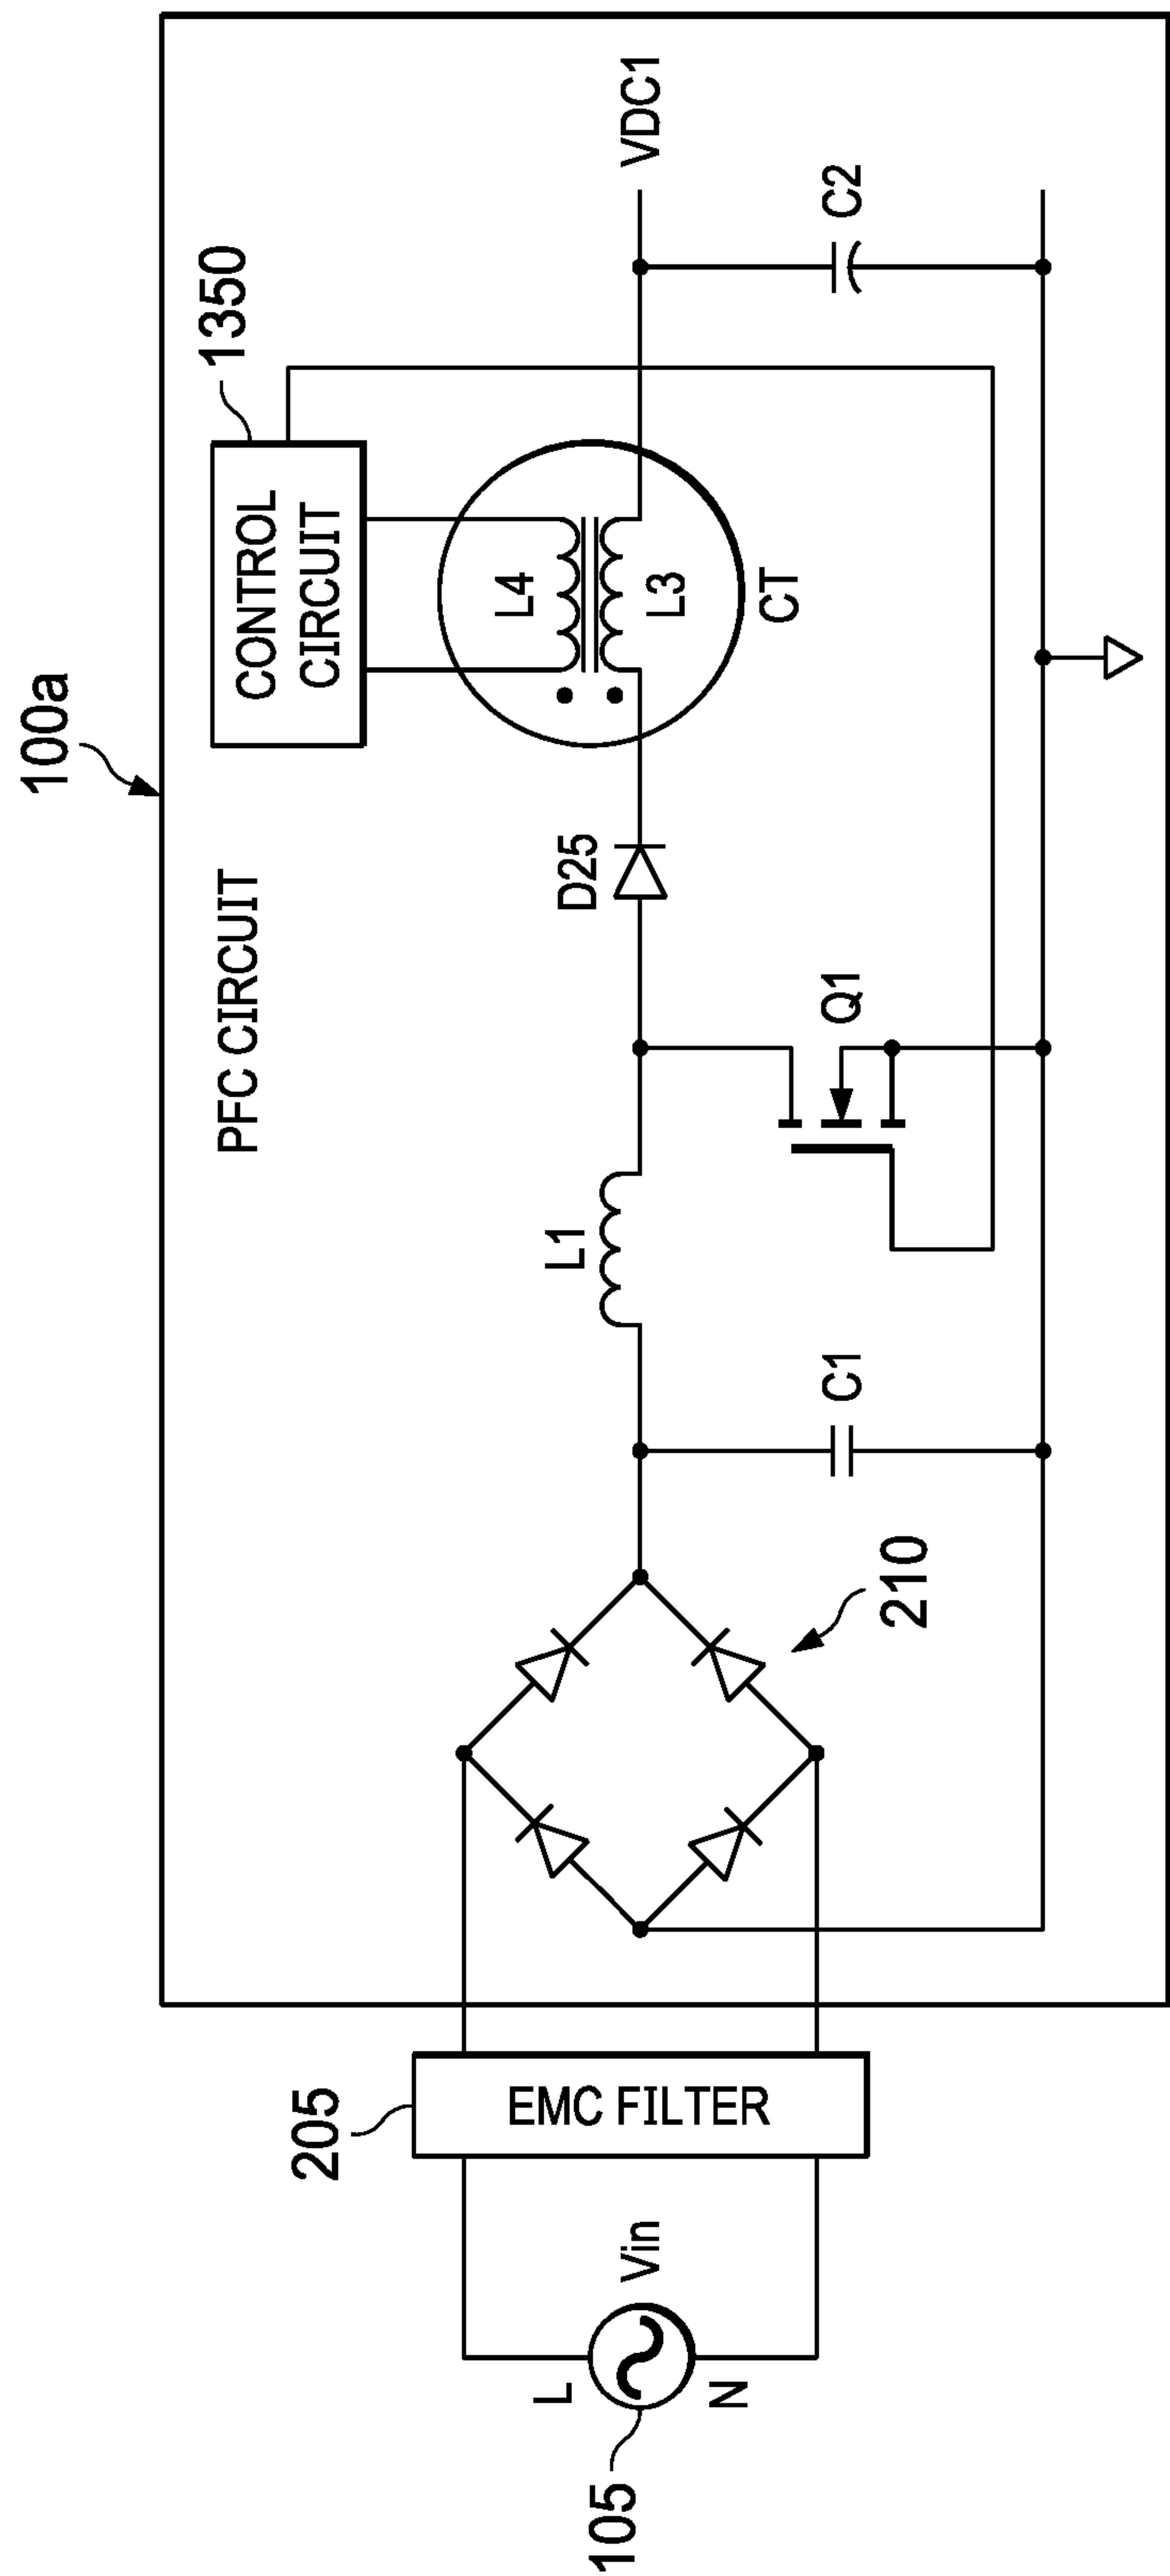 100a
PFC CIRCUIT
CONTROL
CIRCUIT
1350
205
EMC FILTER
L
Vin
N
105
210
L1
C1
Q1
D25
L4
L3
CT
VDC1
C2